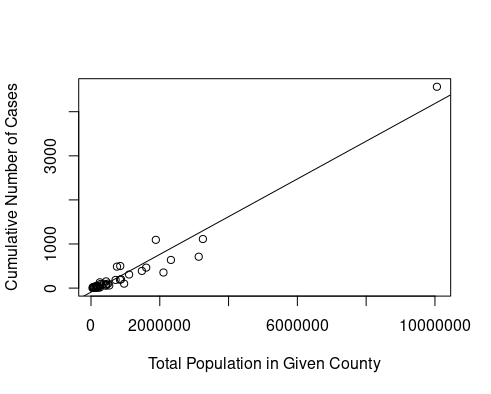 Cumulative Number of Cases
3000
1000
0
0 2000000 6000000 10000000
Total Population in Given County